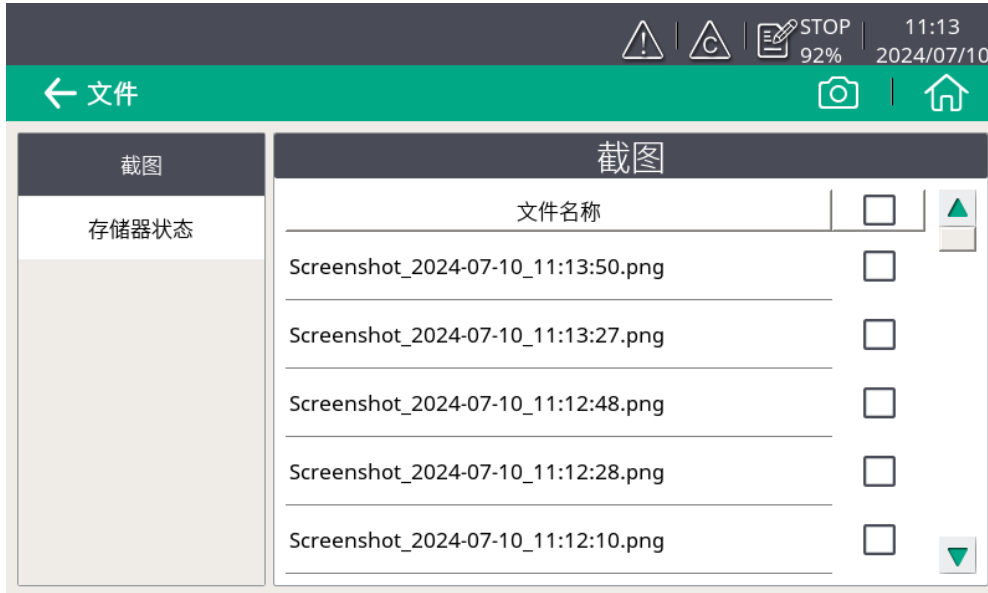 STOP 11:13
92% 2024/07/10
文件
截图
存储器状态
截图
文件名称
Screenshot_2024-07-10_11:13:50.png
Screenshot_2024-07-10_11:13:27.png
Screenshot_2024-07-10_11:12:48.png
Screenshot_2024-07-10_11:12:28.png
Screenshot_2024-07-10_11:12:10.png